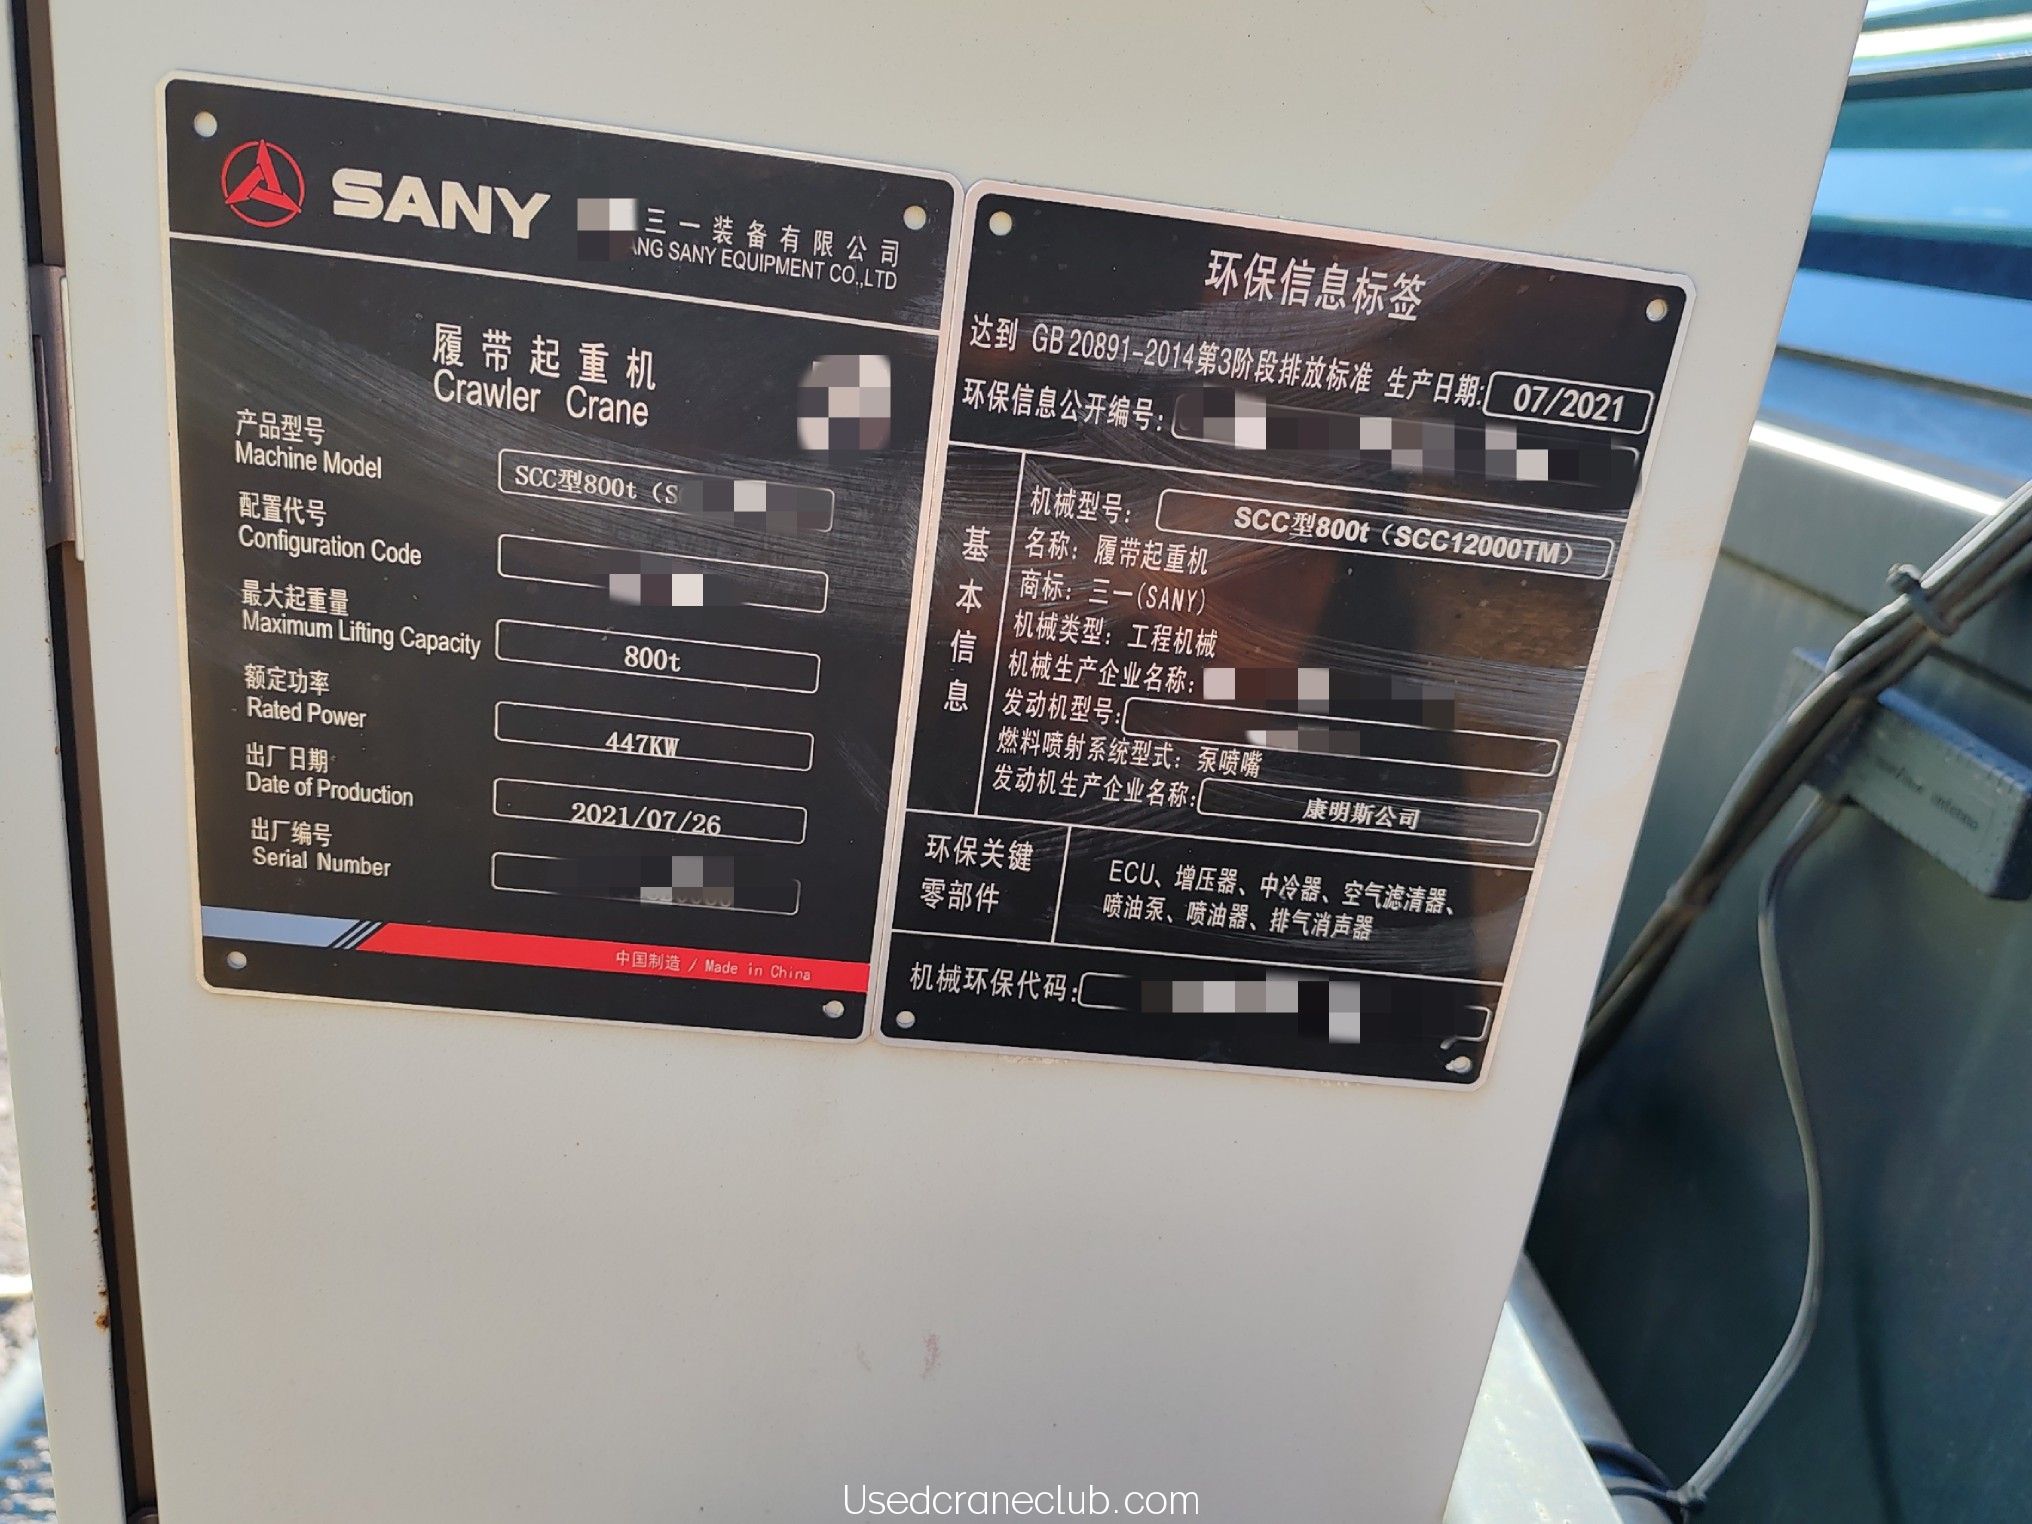 SANY
三一装备有限公司
ANG SANY EQUIPMENT CO.,LTD
履带起重机
Crawler Crane
产品型号
Machine Model
SCC型800t（S
配置代号
Configuration Code
最大起重量
Maximum Lifting Capacity
800t
额定功率
Rated Power
447KW
出厂日期
Date of Production
2021/07/26
出厂编号
Serial Number
中国制造 / Made in China
环保信息标签
达到 GB 20891-2014第3阶段排放标准 生产日期: 07/2021
环保信息公开编号:
基本信息
机械型号: SCC型800t（SCC12000TM）
名称: 履带起重机
商标: 三一(SANY)
机械类型: 工程机械
机械生产企业名称:
发动机型号:
燃料喷射系统型式: 泵喷嘴
发动机生产企业名称: 康明斯公司
环保关键
零部件
ECU、增压器、中冷器、空气滤清器、
喷油泵、喷油器、排气消声器
机械环保代码:
Usedcraneclub.com